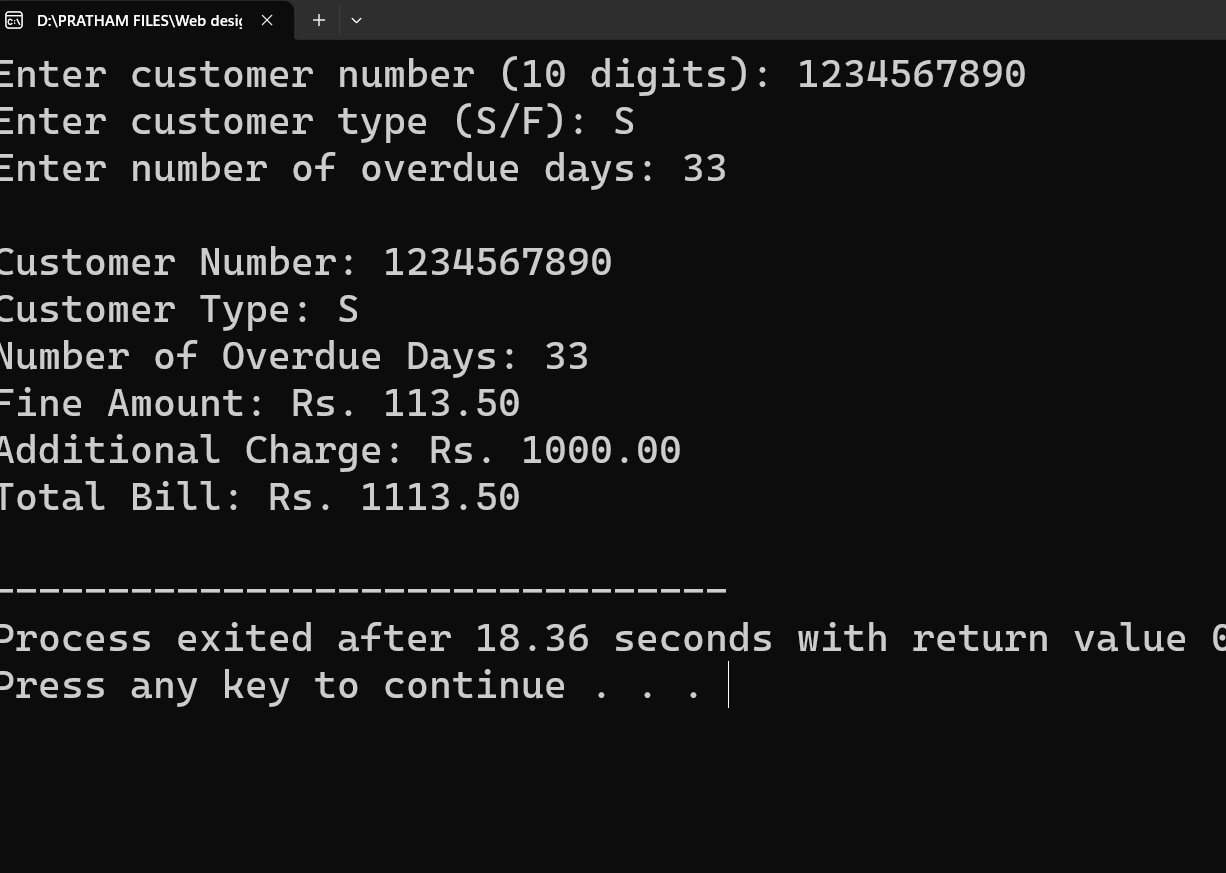 D:\PRATHAM FILES\Web desig
Enter customer number (10 digits): 1234567890
Enter customer type (S/F): S
Enter number of overdue days: 33
Customer Number: 1234567890
Customer Type: S
Number of Overdue Days: 33
Fine Amount: Rs. 113.50
Additional Charge: Rs. 1000.00
Total Bill: Rs. 1113.50
--------------------------------
Process exited after 18.36 seconds with return value 0
Press any key to continue . . .